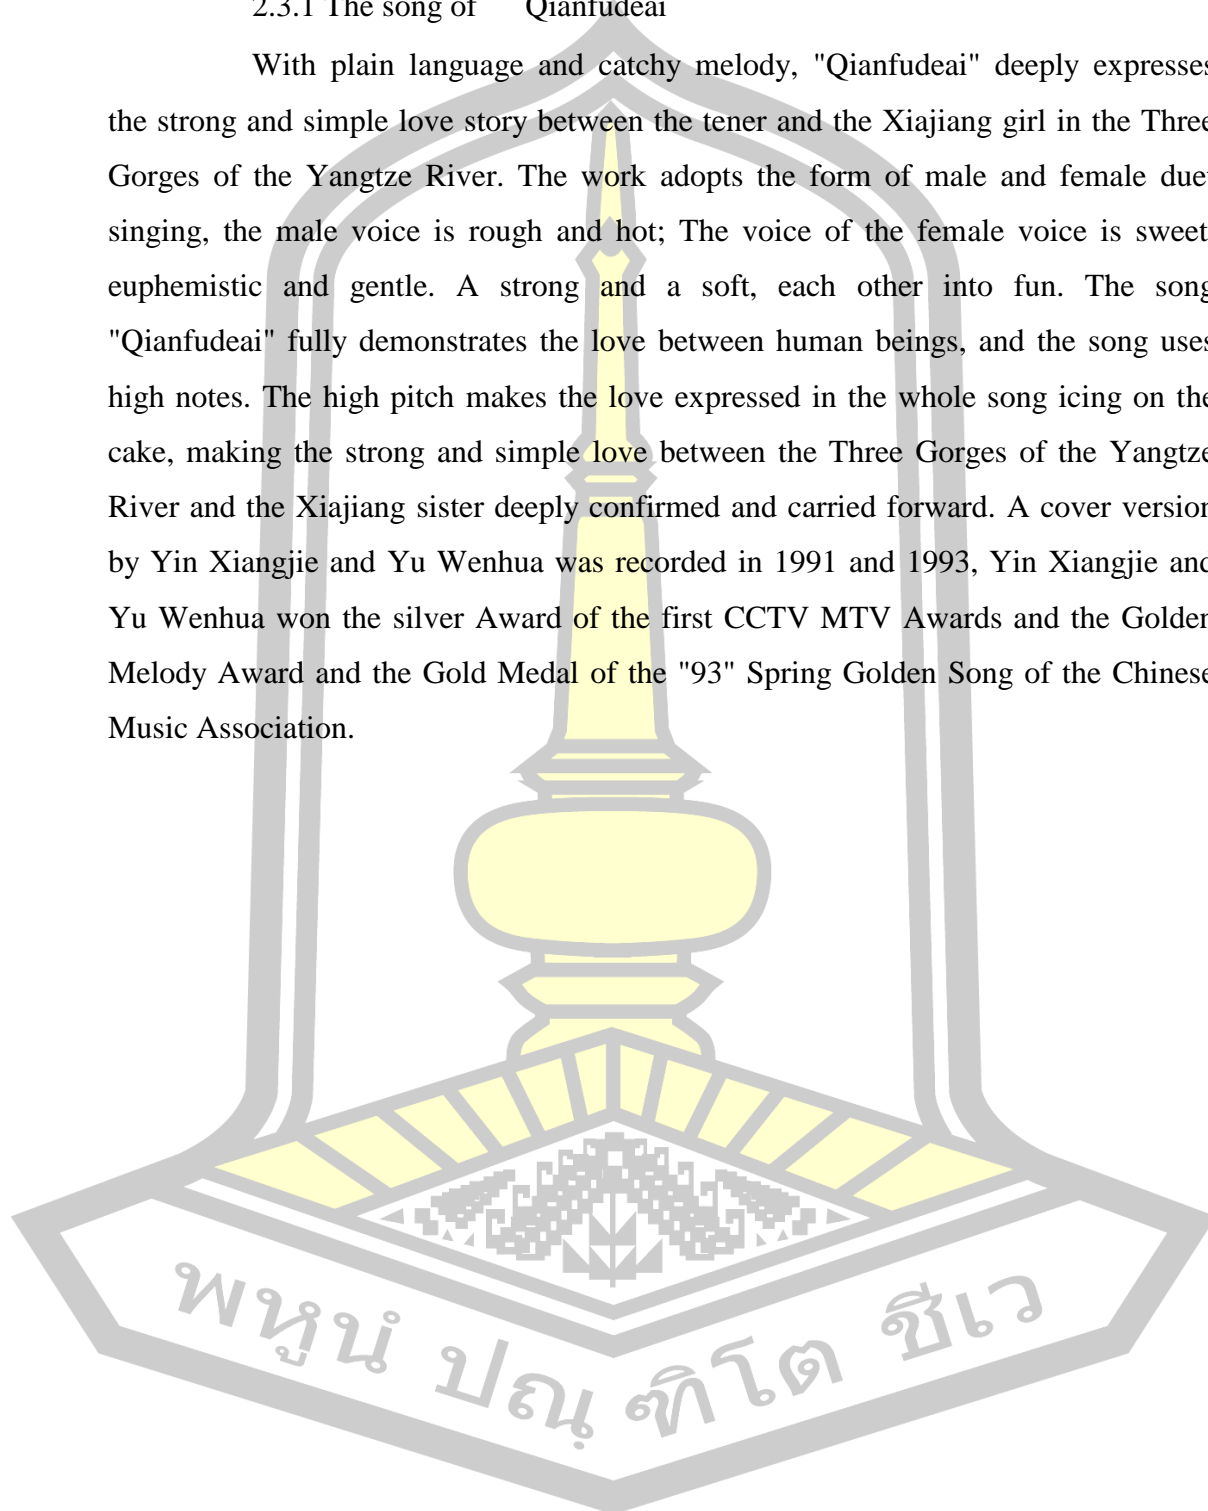 2.3.1 The song of Qianfudeai
With plain language and catchy melody, "Qianfudeai" deeply expresses
the strong and simple love story between the tener and the Xiajiang girl in the Three
Gorges of the Yangtze River. The work adopts the form of male and female duet
singing, the male voice is rough and hot; The voice of the female voice is sweet
euphemistic and gentle. A strong and a soft, each other into fun. The song
"Qianfudeai" fully demonstrates the love between human beings, and the song uses
high notes. The high pitch makes the love expressed in the whole song icing on the
cake, making the strong and simple love between the Three Gorges of the Yangtze
River and the Xiajiang sister deeply confirmed and carried forward. A cover version
by Yin Xiangjie and Yu Wenhua was recorded in 1991 and 1993, Yin Xiangjie and
Yu Wenhua won the silver Award of the first CCTV MTV Awards and the Golden
Melody Award and the Gold Medal of the "93" Spring Golden Song of the Chinese
Music Association.
พหูนํ ปณฺ ฑิโต ชีเว